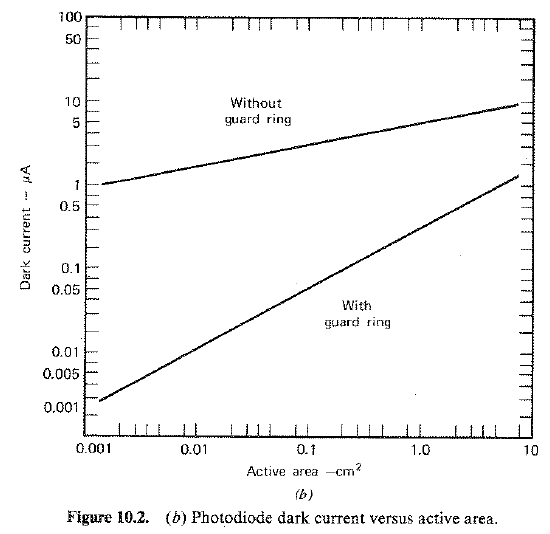 100
50
10
5
1
0.5
0.1
0.05
0.01
0.005
0.001
Dark current – μA
Without
guard ring
With
guard ring
0.001 0.01 0.1 1.0 10
Active area –cm²
(b)
Figure 10.2. (b) Photodiode dark current versus active area.